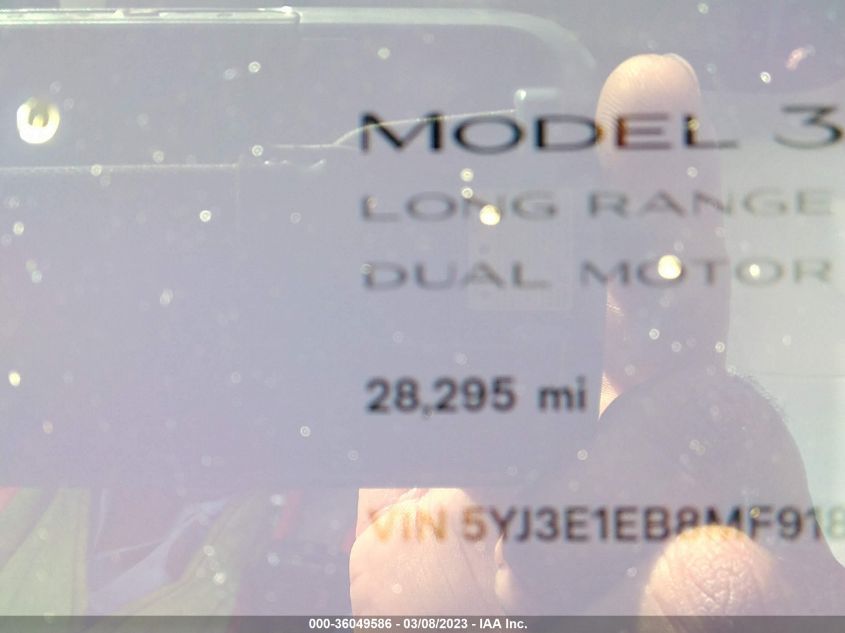 MODEL 3
LONG RANGE
DUAL MOTOR
28,295 mi
VIN 5YJ3E1EB8MF918
000-36049586 - 03/08/2023 - IAA Inc.